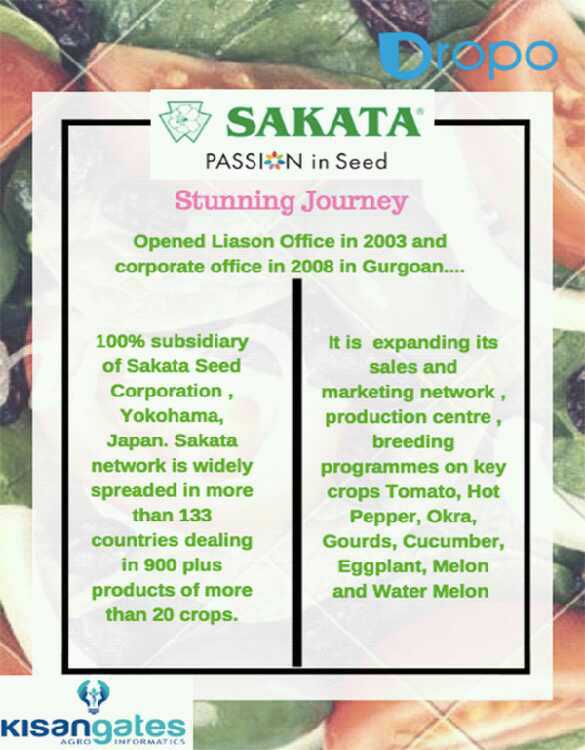 Dropo
SAKATA®
PASSION in Seed
Stunning Journey
Opened Liason Office in 2003 and
corporate office in 2008 in Gurgoan....
100% subsidiary
of Sakata Seed
Corporation ,
Yokohama,
Japan. Sakata
network is widely
spreaded in more
than 133
countries dealing
in 900 plus
products of more
than 20 crops.
It is expanding its
sales and
marketing network ,
production centre ,
breeding
programmes on key
crops Tomato, Hot
Pepper, Okra,
Gourds, Cucumber,
Eggplant, Melon
and Water Melon
KISANgates
AGRO INFORMATICS